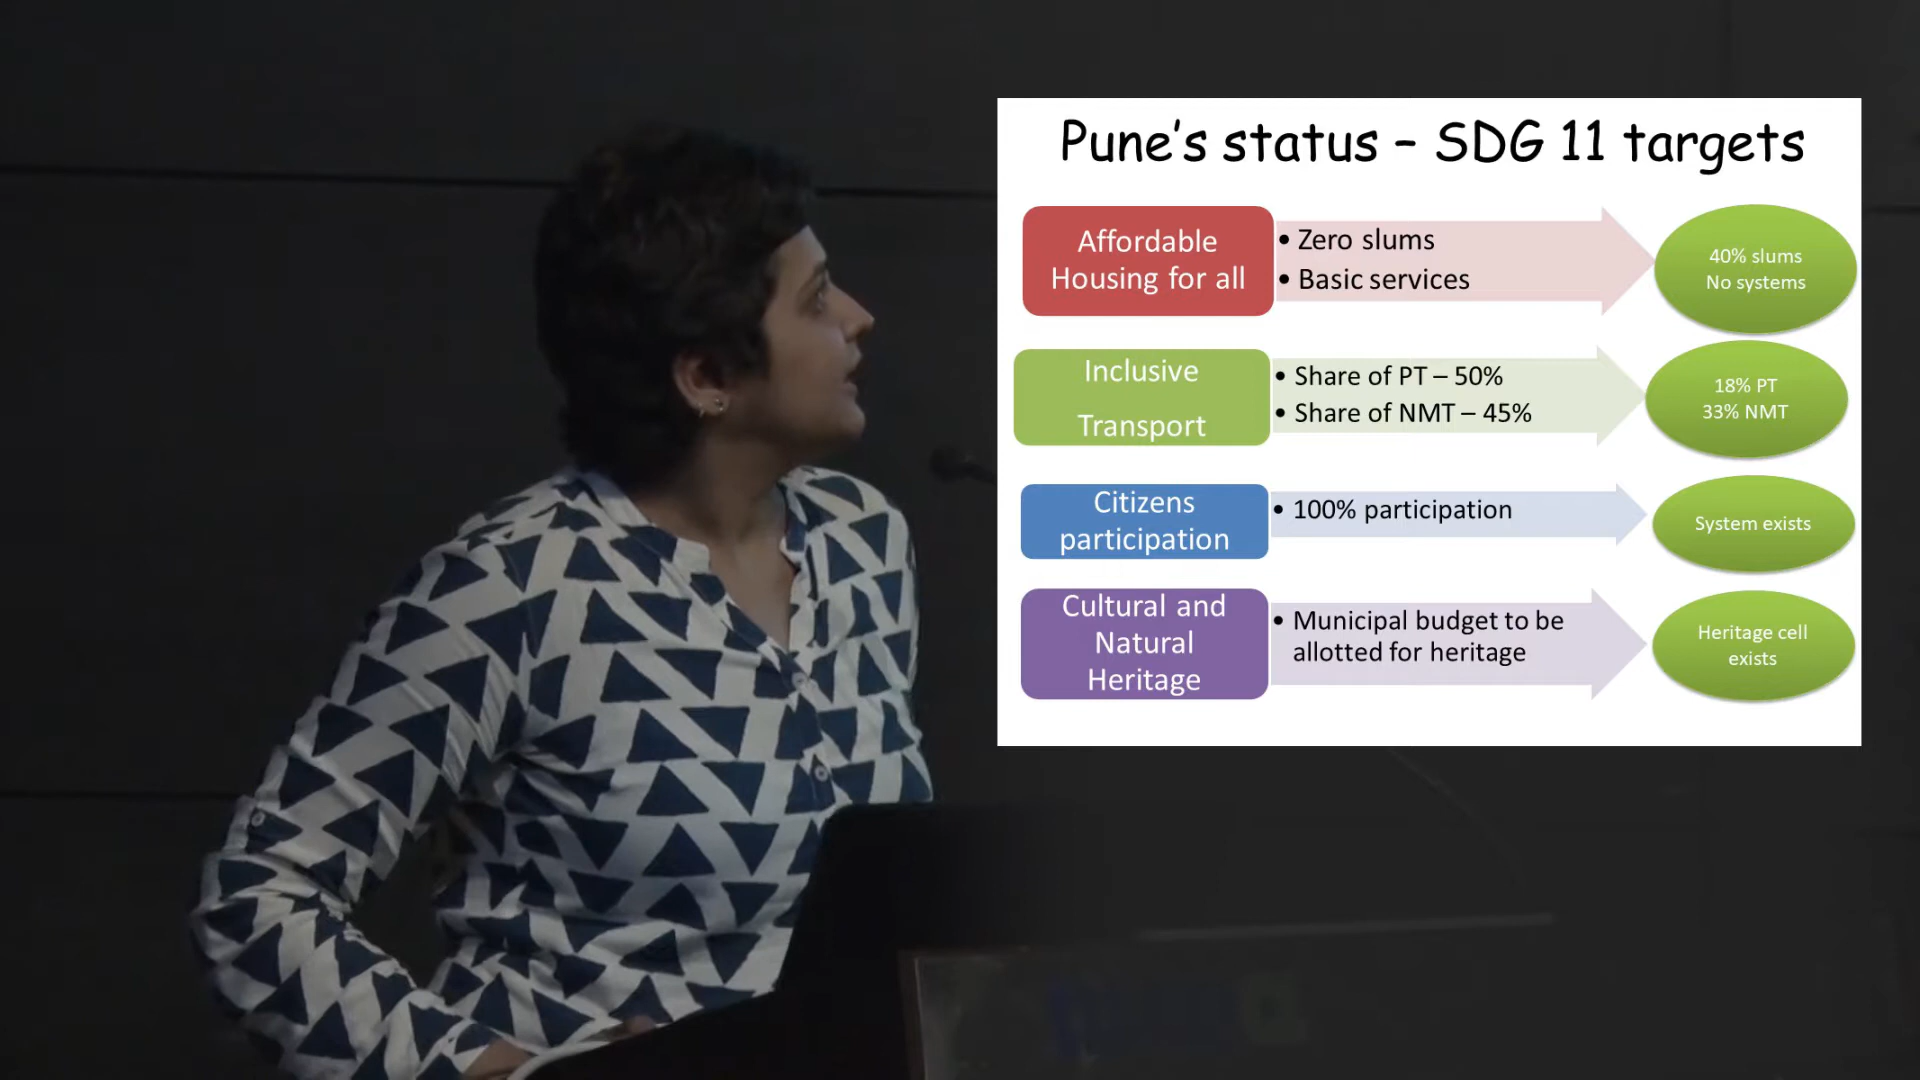 Pune's status – SDG 11 targets
Affordable
Housing for all
• Zero slums
• Basic services
40% slums
No systems
Inclusive
Transport
• Share of PT – 50%
• Share of NMT – 45%
18% PT
33% NMT
Citizens
participation
• 100% participation
System exists
Cultural and
Natural
Heritage
• Municipal budget to be
allotted for heritage
Heritage cell
exists